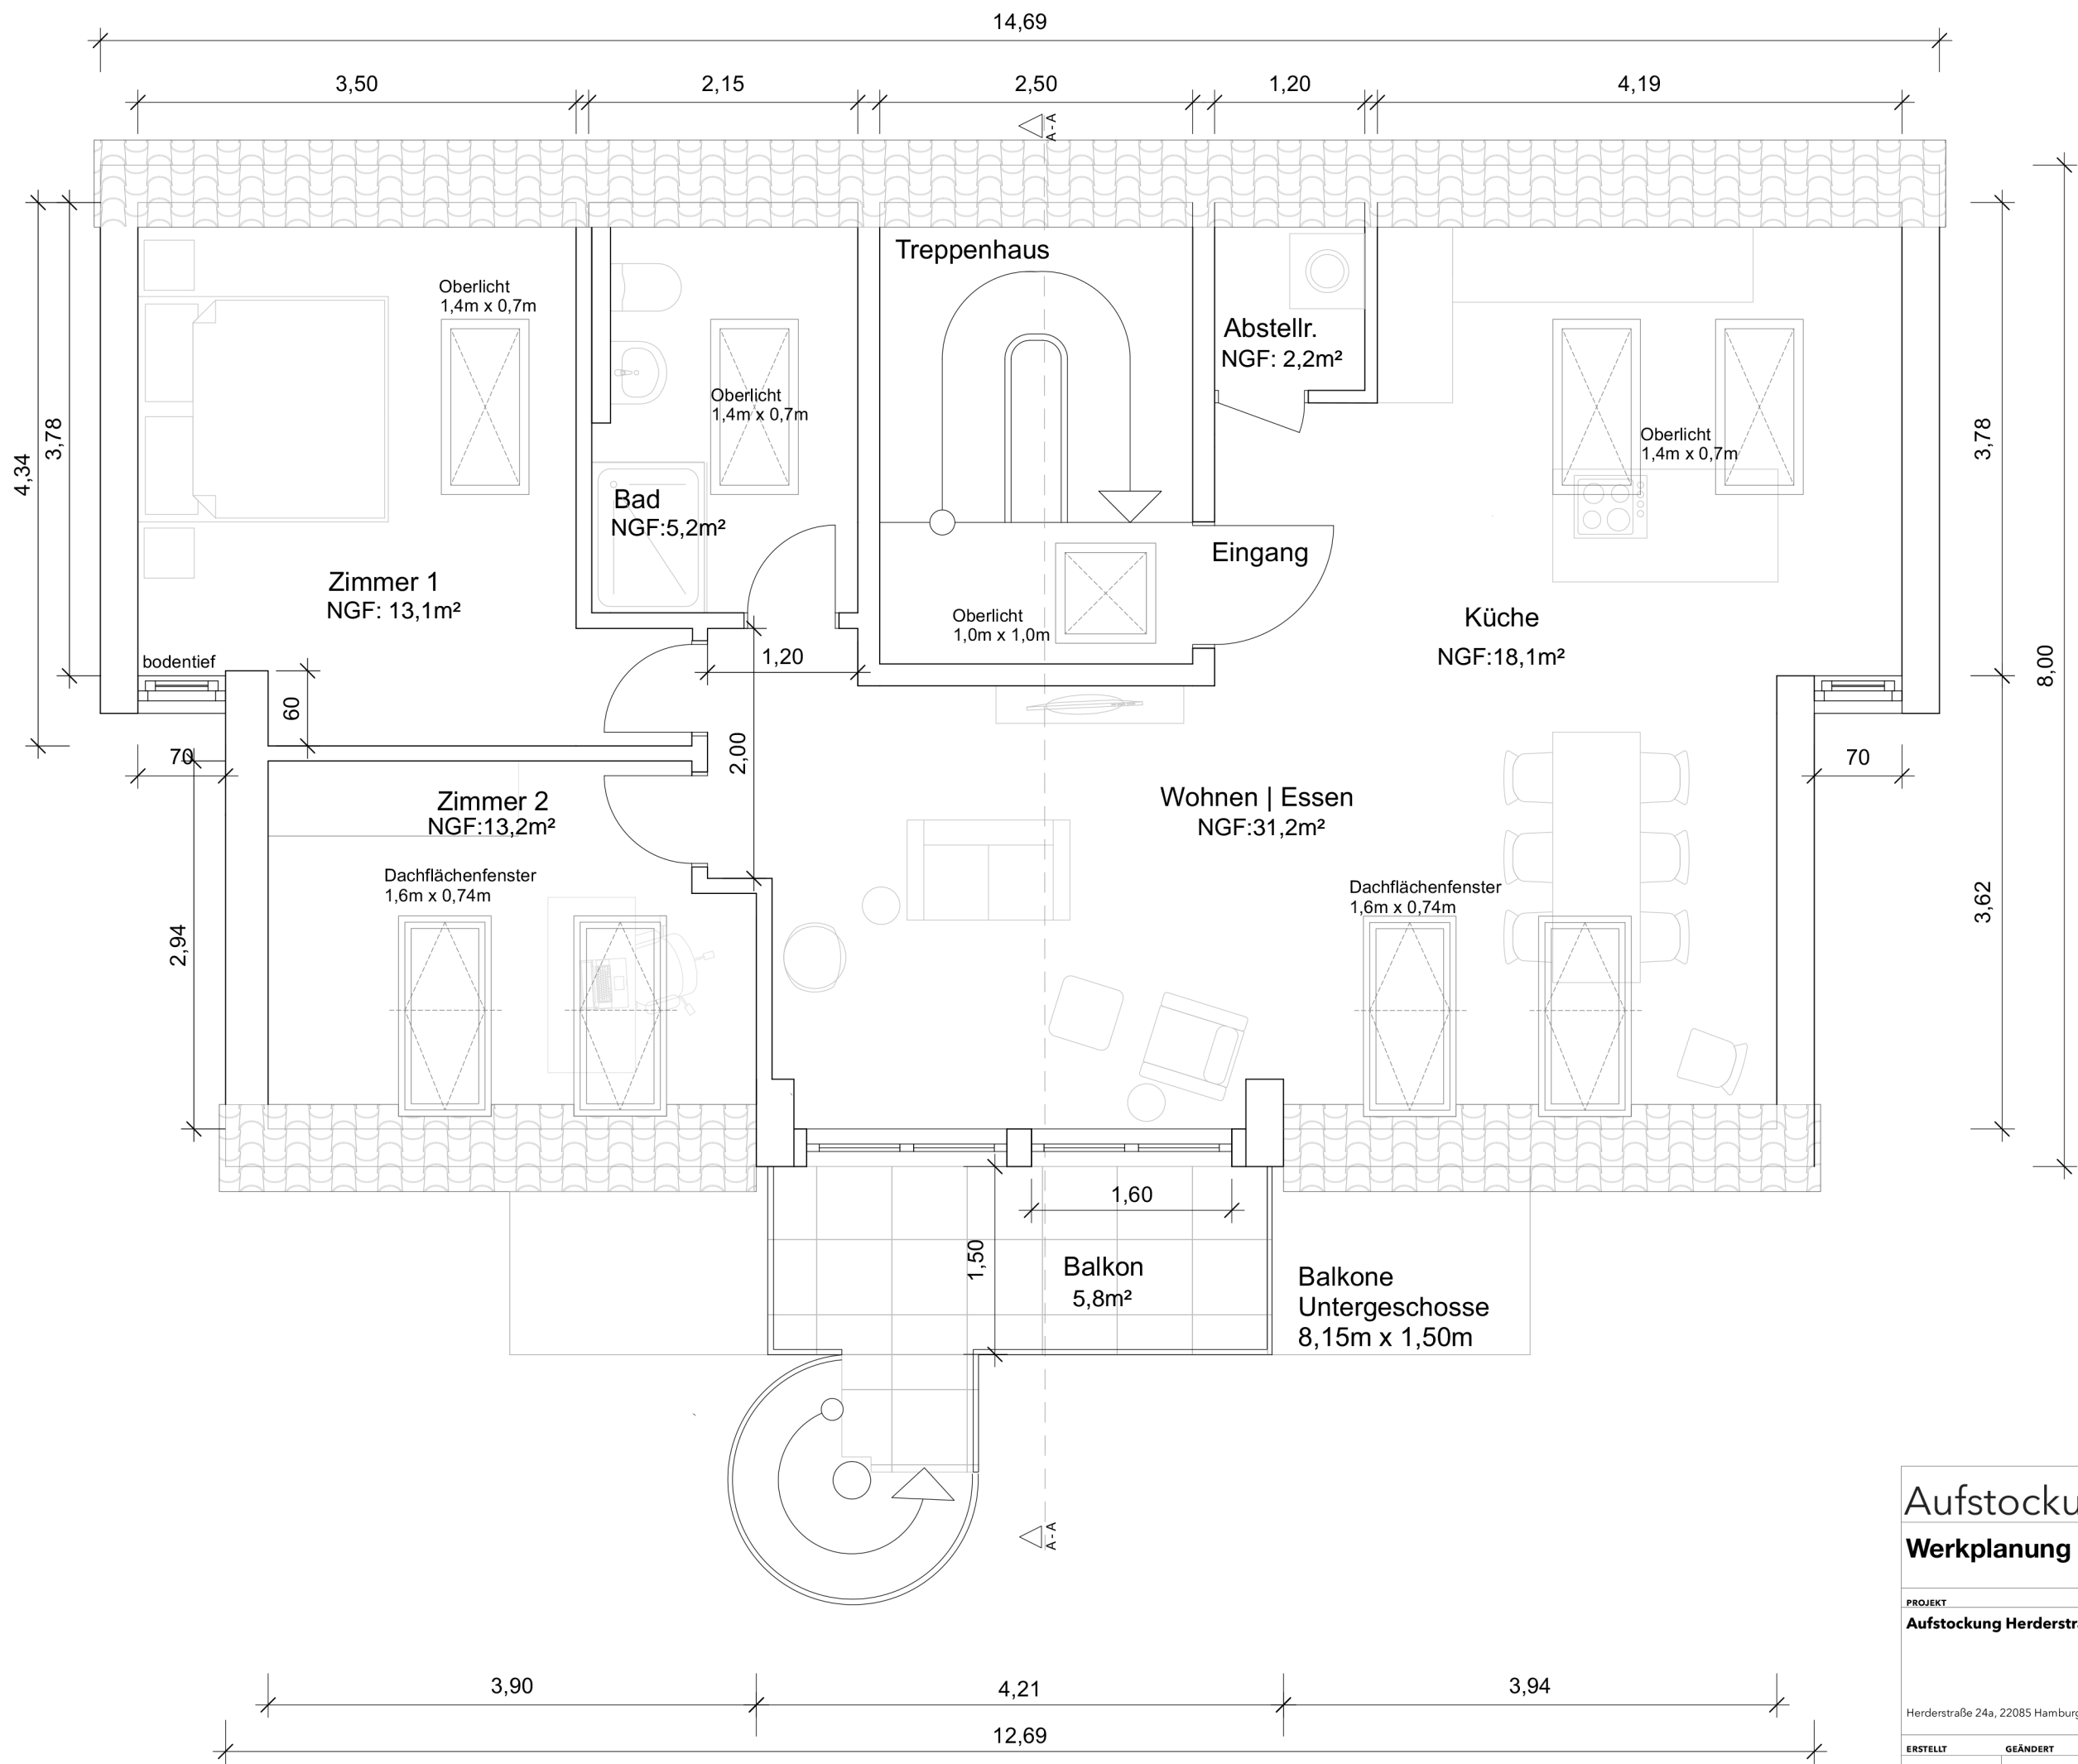 14,69
3,50
2,15
2,50
1,20
4,19
A-A
Treppenhaus
Oberlicht
1,4m x 0,7m
Abstellr.
NGF: 2,2m²
Oberlicht
1,4m x 0,7m
Oberlicht
1,4m x 0,7m
4,34
3,78
3,78
Bad
NGF:5,2m²
Eingang
Zimmer 1
NGF: 13,1m²
Oberlicht
1,0m x 1,0m
Küche
NGF:18,1m²
8,00
bodentief
1,20
60
70
2,00
70
Zimmer 2
NGF:13,2m²
Wohnen | Essen
NGF:31,2m²
Dachflächenfenster
1,6m x 0,74m
Dachflächenfenster
1,6m x 0,74m
2,94
3,62
1,60
1,50
Balkon
5,8m²
Balkone
Untergeschosse
8,15m x 1,50m
A-A
Aufstocku
Werkplanung
PROJEKT
Aufstockung Herderstra
Herderstraße 24a, 22085 Hamburg
ERSTELLT GEÄNDERT
3,90
4,21
3,94
12,69